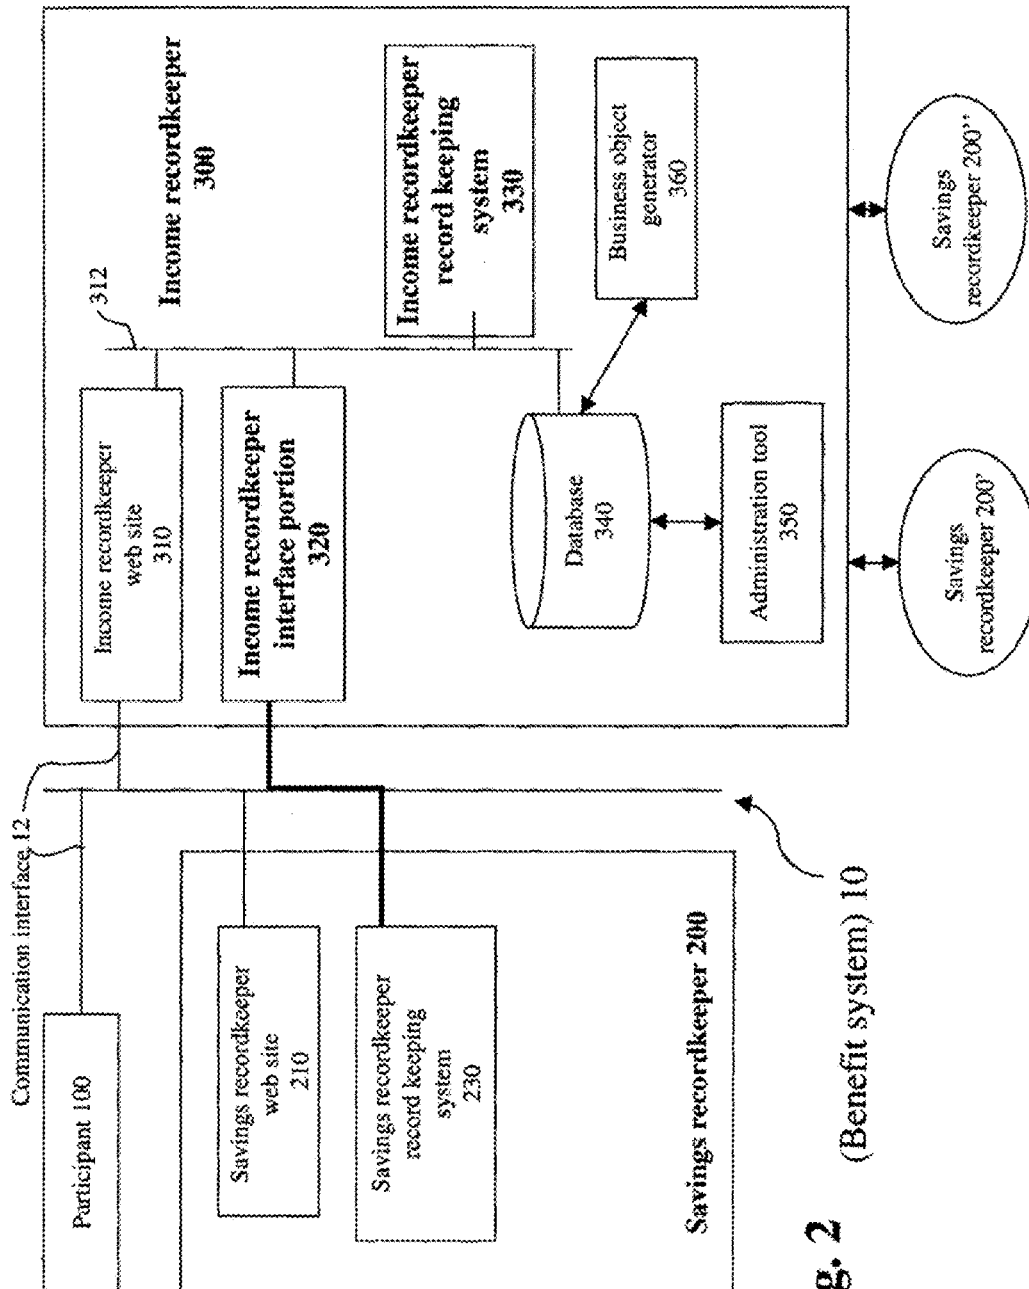 Communication interface 12
Participant 100
Savings recordkeeper
web site
210
Savings recordkeeper
record keeping
system
230
Savings recordkeeper 200
Income recordkeeper
300
312
Income recordkeeper
web site
310
Income recordkeeper
interface portion
320
Income recordkeeper
record keeping
system
330
Database
340
Business object
generator
360
Administration tool
350
Savings
recordkeeper 200'
Savings
recordkeeper 200''
(Benefit system) 10
g. 2